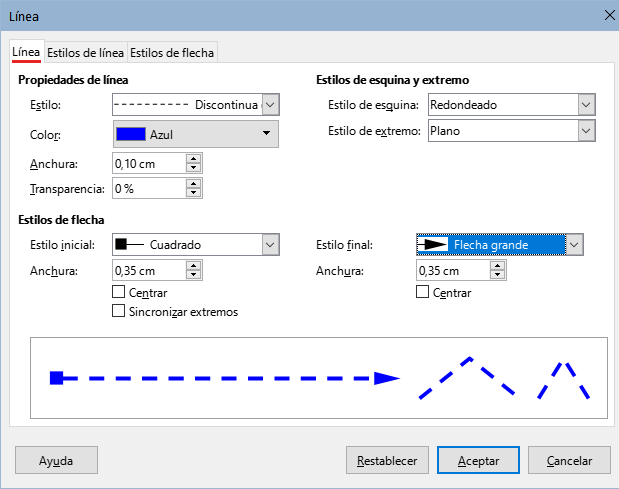 Línea
Línea Estilos de línea Estilos de flecha
Propiedades de línea
Estilo: Discontinua
Color: Azul
Anchura: 0,10 cm
Transparencia: 0 %
Estilos de esquina y extremo
Estilo de esquina: Redondeado
Estilo de extremo: Plano
Estilos de flecha
Estilo inicial: Cuadrado
Anchura: 0,35 cm
Centrar
Sincronizar extremos
Estilo final: Flecha grande
Anchura: 0,35 cm
Centrar
Ayuda Restablecer Aceptar Cancelar